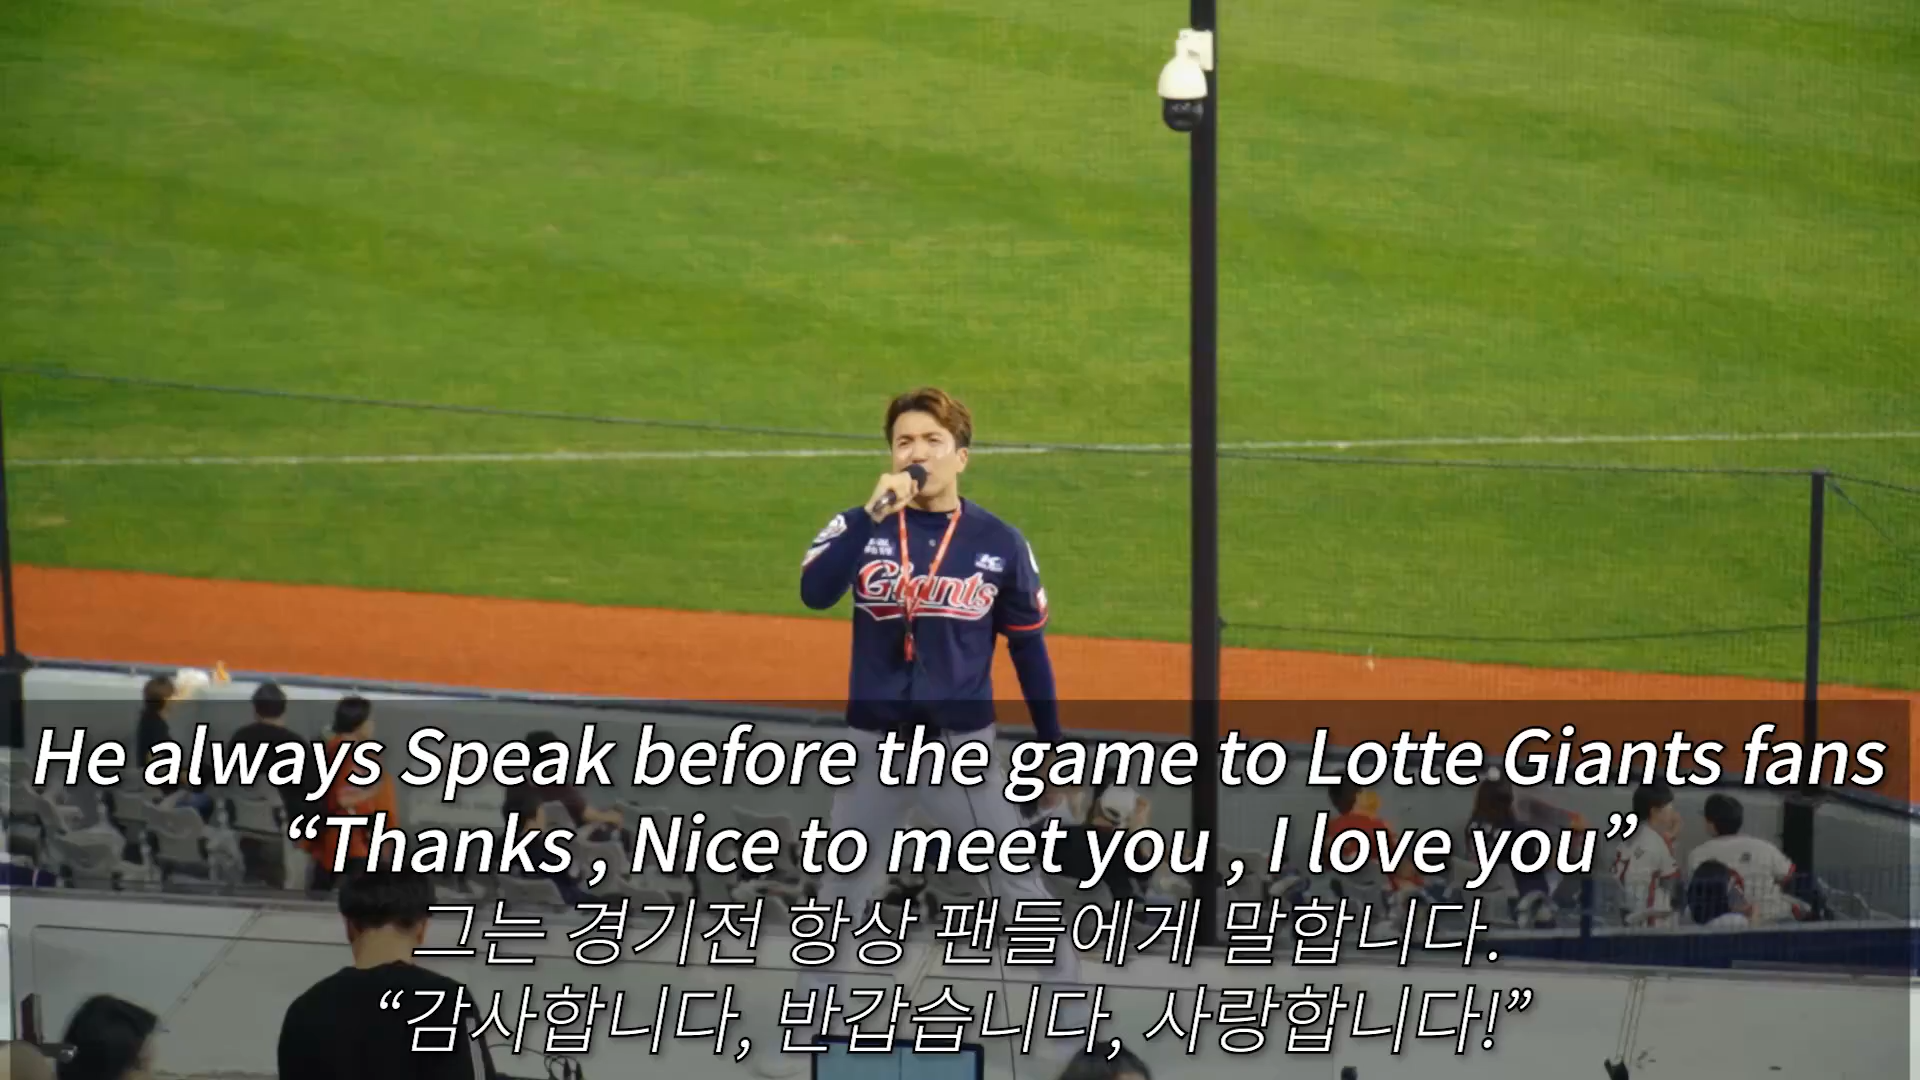 Giants
He always Speak before the game to Lotte Giants fans
“Thanks , Nice to meet you , I love you”
그는 경기전 항상 팬들에게 말합니다.
“감사합니다, 반갑습니다, 사랑합니다!”